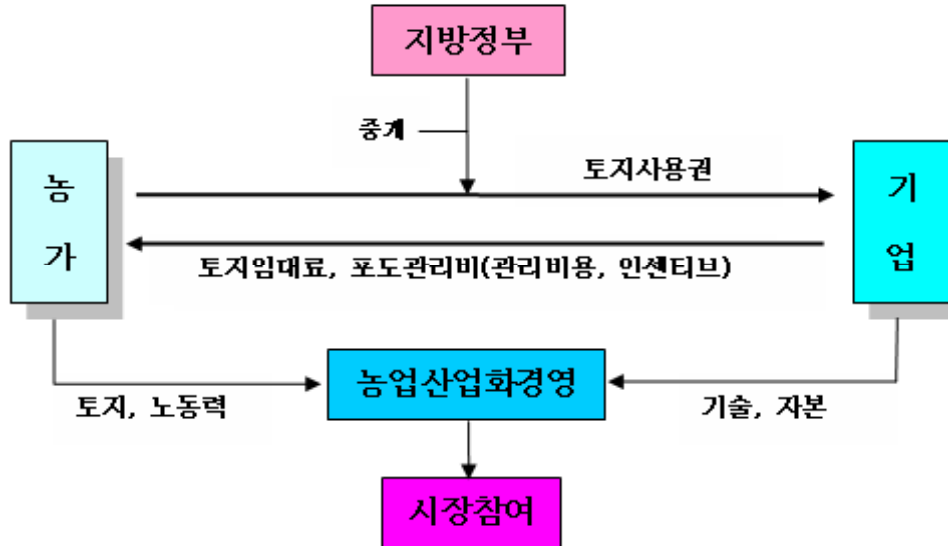 지방정부
중개
토지사용권
농
가
기
업
토지임대료, 포도관리비(관리비용, 인센티브)
농업산업화경영
토지, 노동력
기술, 자본
시장참여